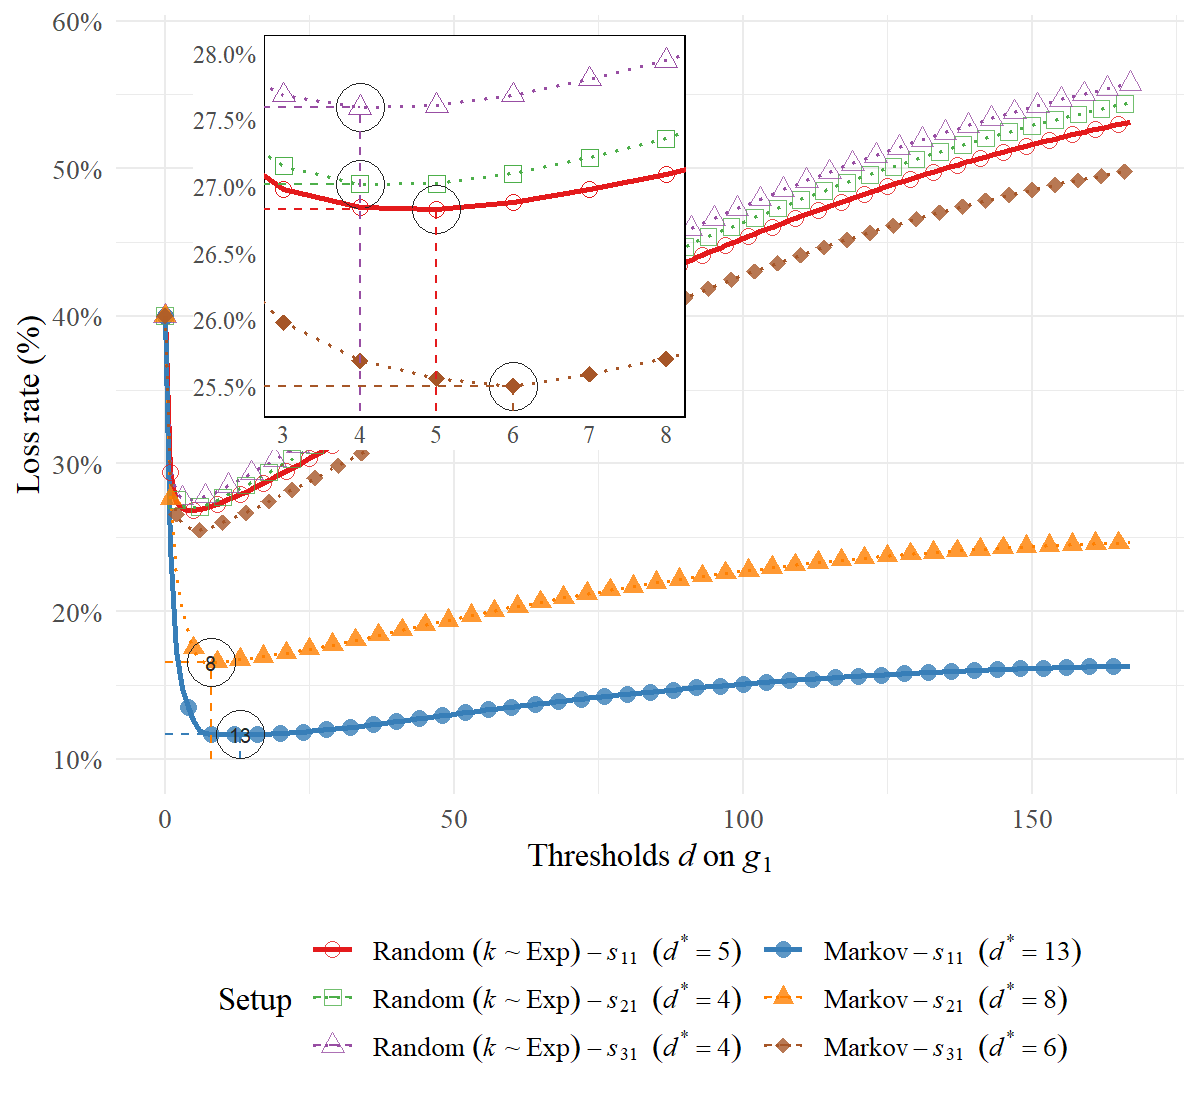 60%
50%
40%
30%
20%
10%
Loss rate (%)
28.0%
27.5%
27.0%
26.5%
26.0%
25.5%
3 4 5 6 7 8
8
13
0 50 100 150
Thresholds d on g1
Setup
Random (k ~ Exp) – s11 (d* = 5)
Random (k ~ Exp) – s21 (d* = 4)
Random (k ~ Exp) – s31 (d* = 4)
Markov – s11 (d* = 13)
Markov – s21 (d* = 8)
Markov – s31 (d* = 6)